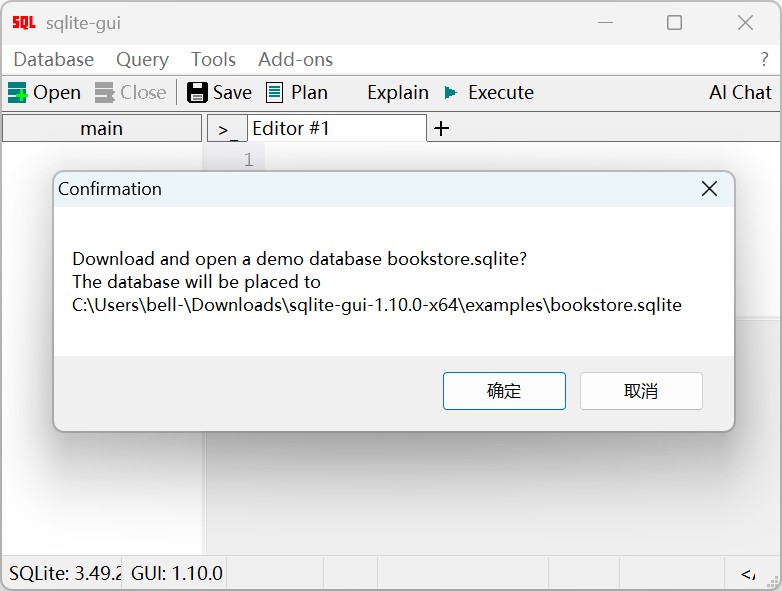 SQL sqlite-gui
Database Query Tools Add-ons ?
Open Close Save Plan Explain Execute AI Chat
main >_ Editor #1 +
1
Confirmation
Download and open a demo database bookstore.sqlite?
The database will be placed to
C:\Users\bell-\Downloads\sqlite-gui-1.10.0-x64\examples\bookstore.sqlite
确定 取消
SQLite: 3.49.2 GUI: 1.10.0 </